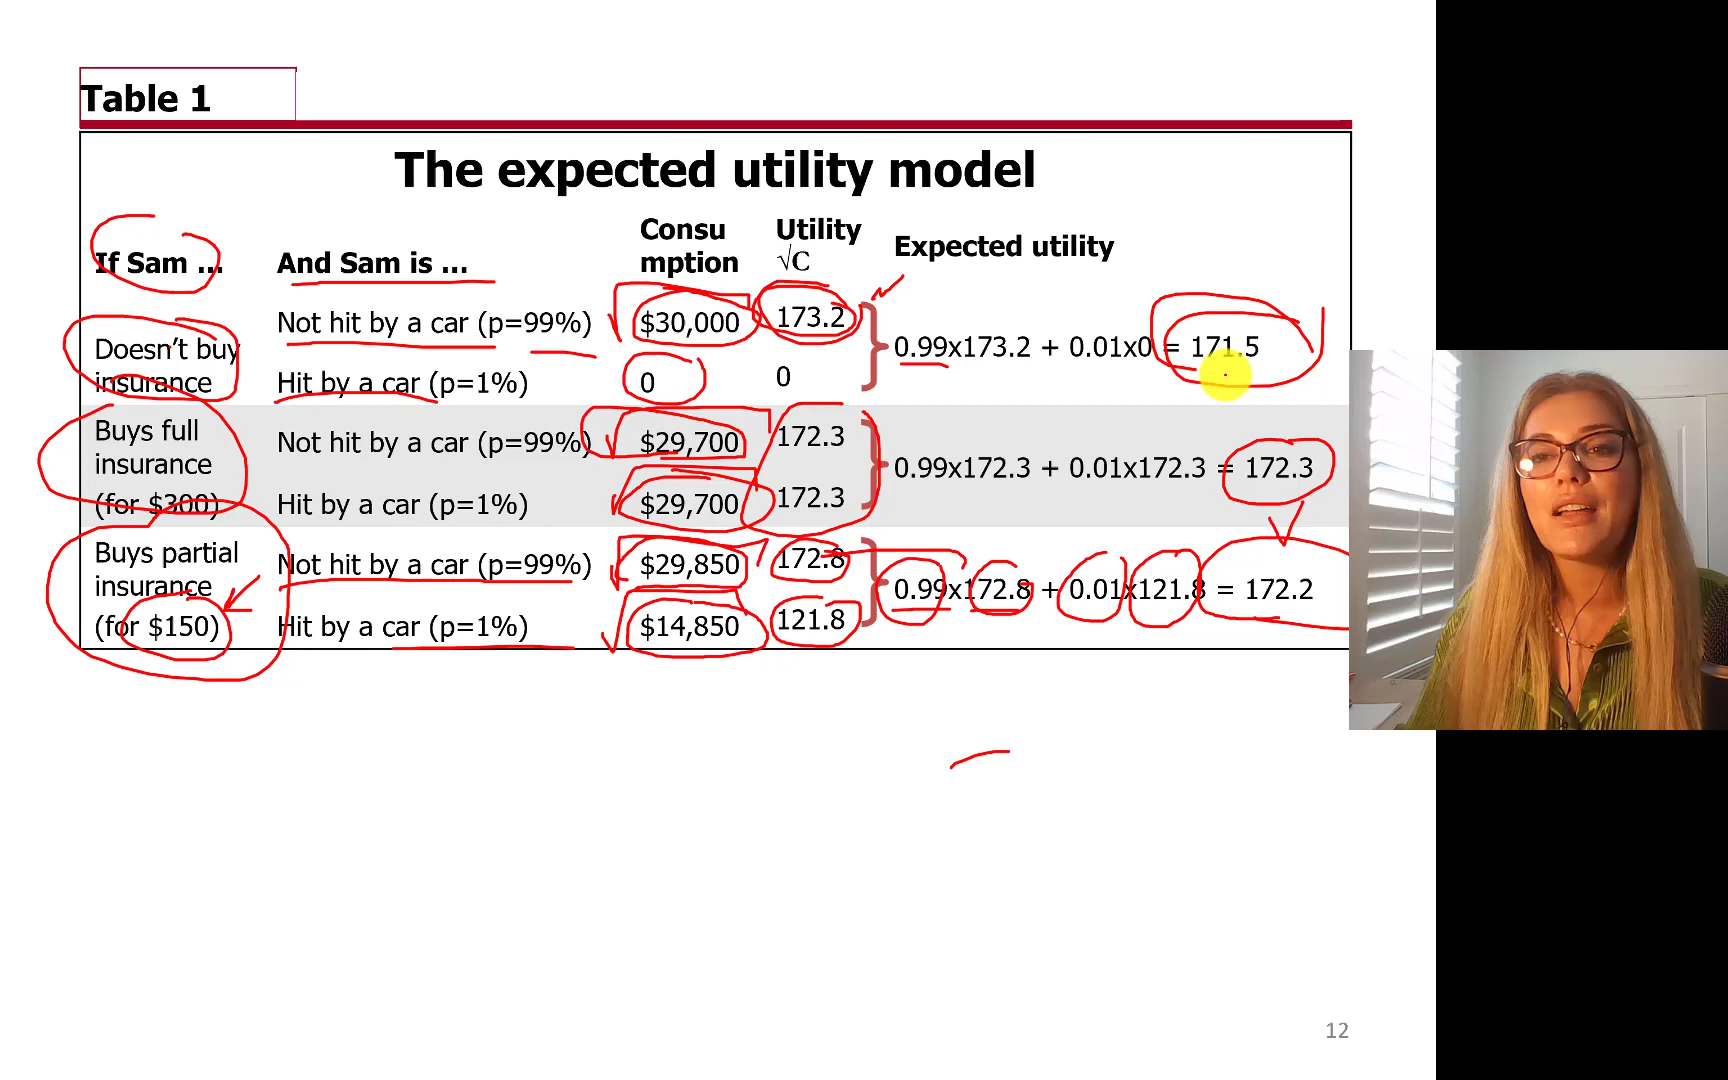 Table 1
The expected utility model
If Sam ... And Sam is ... Consu
mption Utility
√C Expected utility
Doesn't buy
insurance
Not hit by a car (p=99%) $30,000 173.2
Hit by a car (p=1%) 0 0
0.99x173.2 + 0.01x0 = 171.5
Buys full
insurance
(for $300)
Not hit by a car (p=99%) $29,700 172.3
Hit by a car (p=1%) $29,700 172.3
0.99x172.3 + 0.01x172.3 = 172.3
Buys partial
insurance
(for $150)
Not hit by a car (p=99%) $29,850 172.8
Hit by a car (p=1%) $14,850 121.8
0.99x172.8 + 0.01x121.8 = 172.2
12